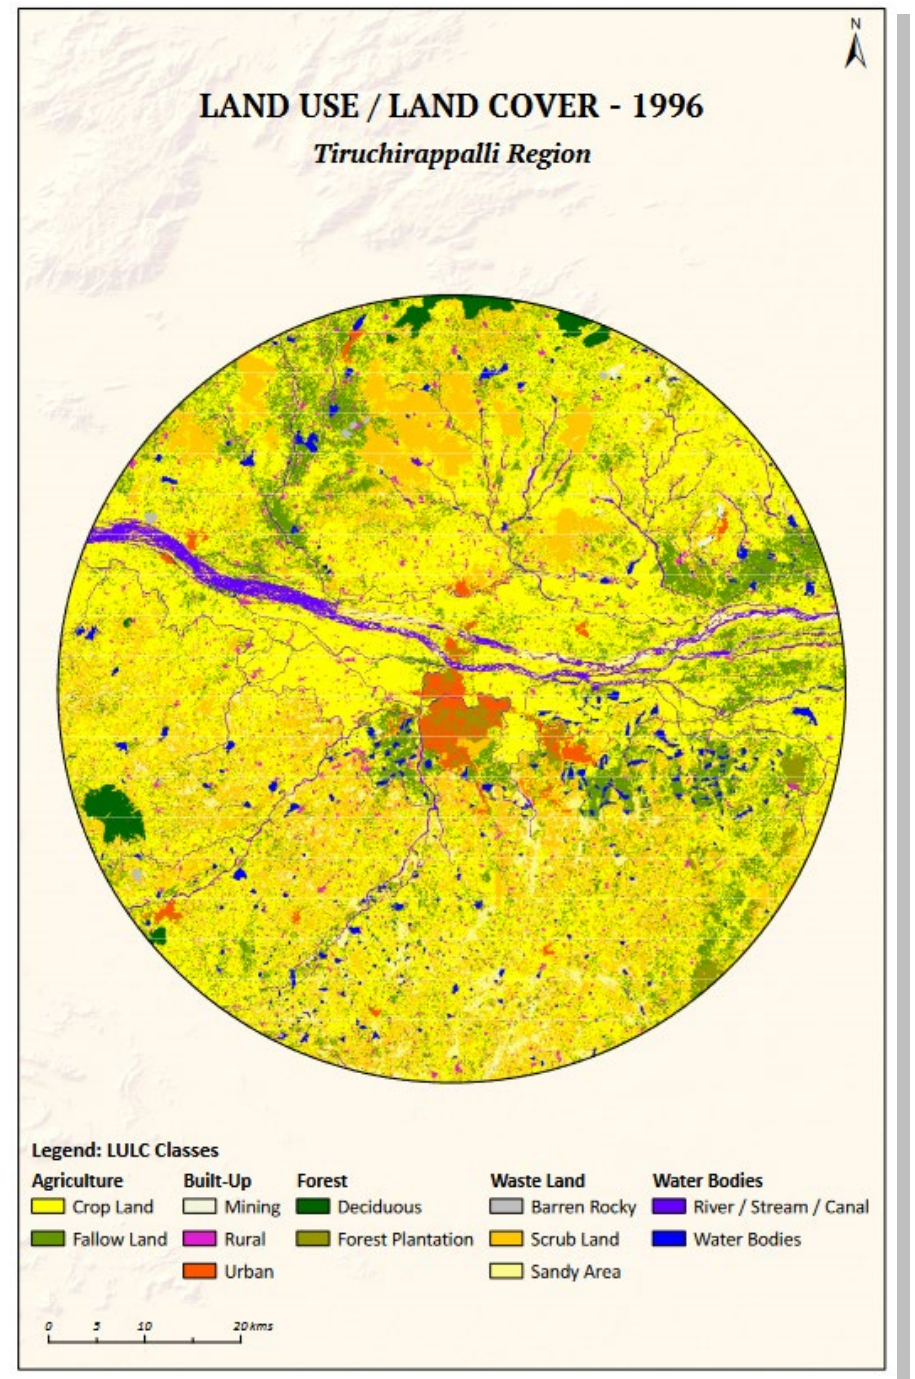 N
LAND USE / LAND COVER - 1996
Tiruchirappalli Region
Legend: LULC Classes
Agriculture Built-Up Forest Waste Land Water Bodies
Crop Land Mining Deciduous Barren Rocky River / Stream / Canal
Fallow Land Rural Forest Plantation Scrub Land Water Bodies
Urban Sandy Area
0 5 10 20 kms